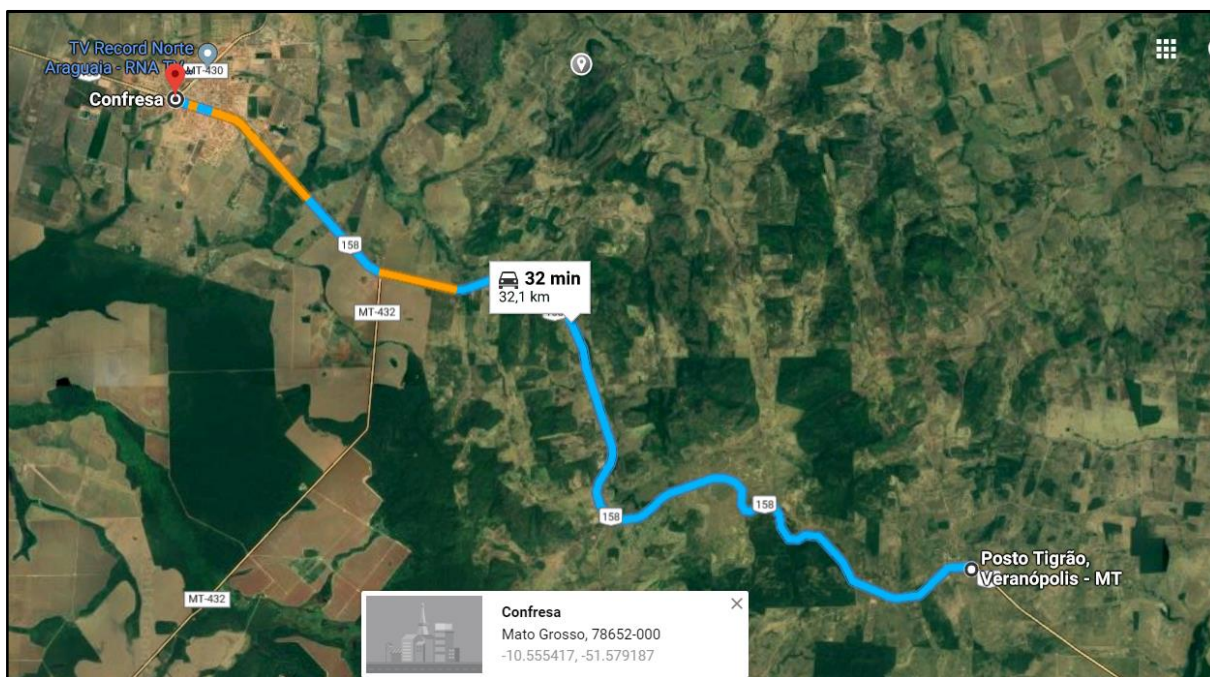 TV Record Norte
Araguaia - RNA TV
MT-430
Confresa
158
32 min
32,1 km
MT-432
158
158
Posto Tigrão,
Veranópolis - MT
MT-432
Confresa
Mato Grosso, 78652-000
-10.555417, -51.579187